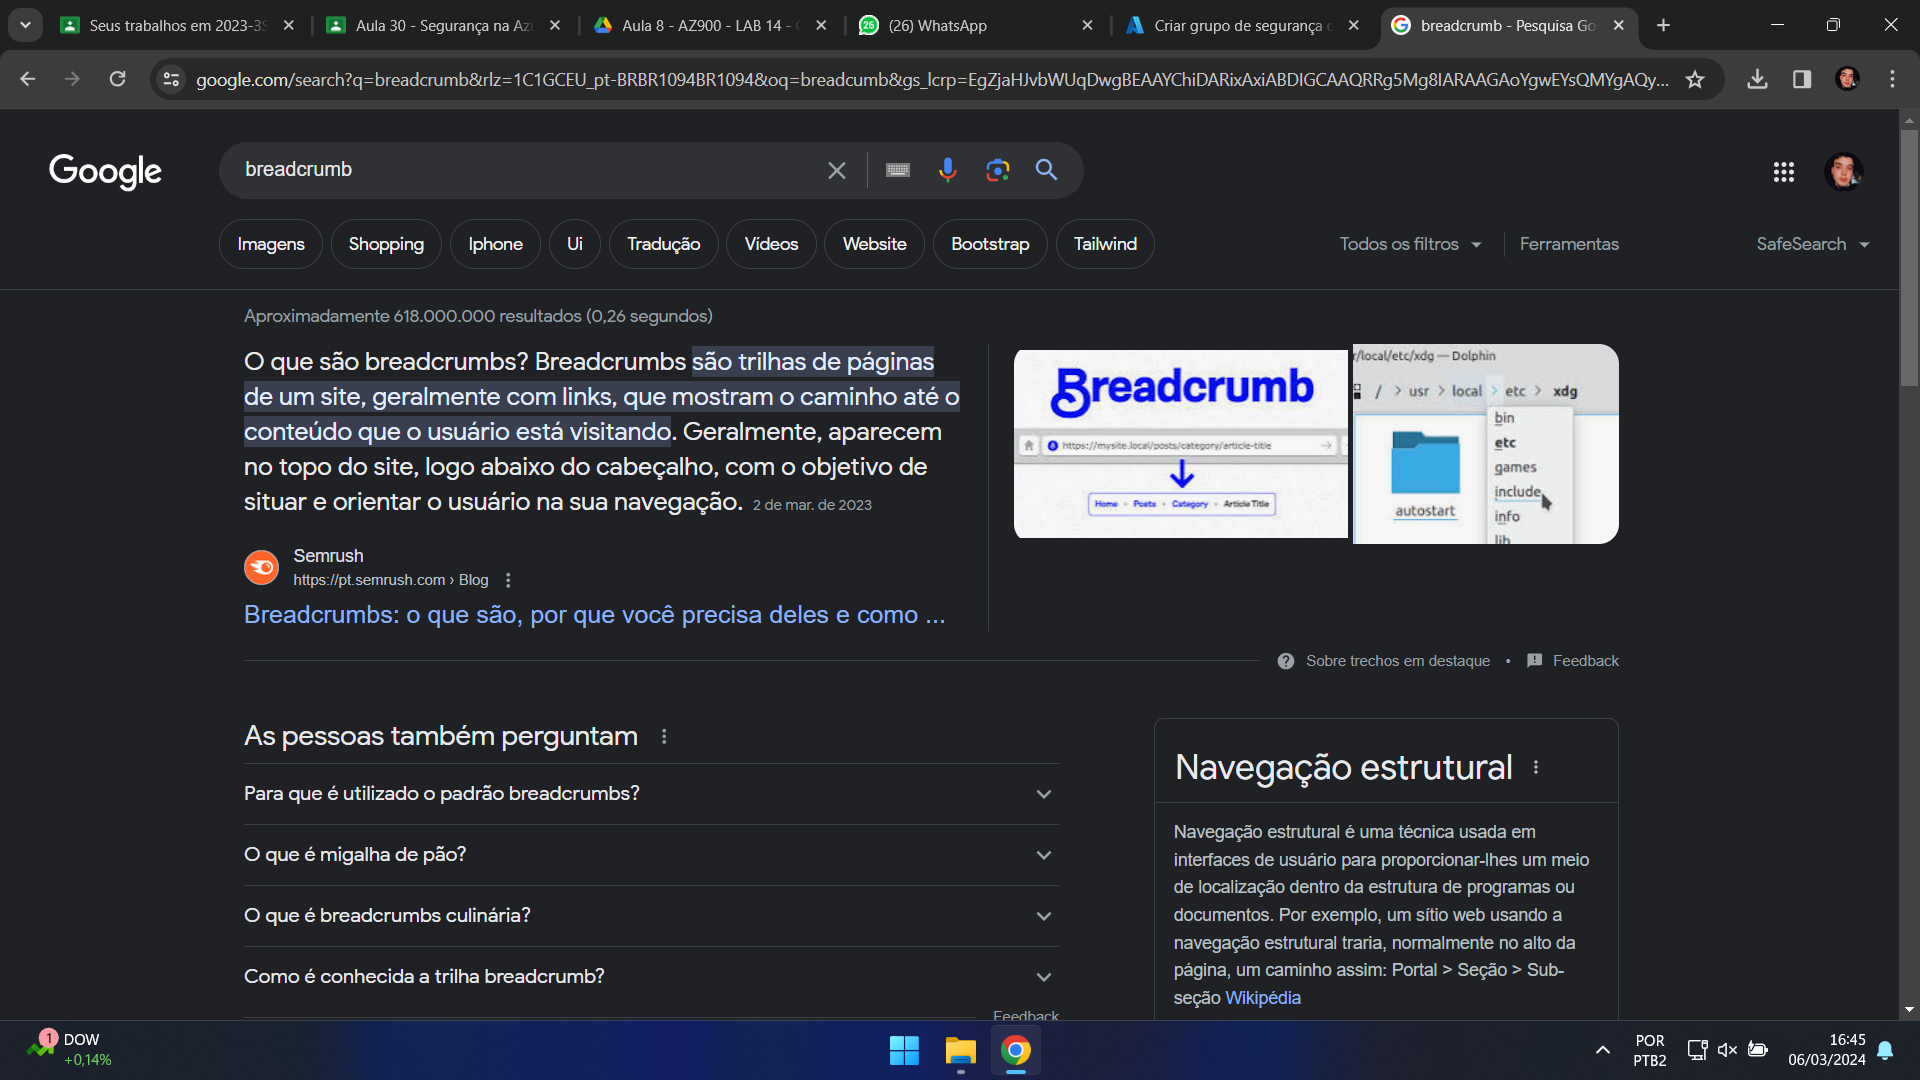 Seus trabalhos em 2023-3S
Aula 30 - Segurança na Az
Aula 8 - AZ900 - LAB 14 -
(26) WhatsApp
Criar grupo de segurança
breadcrumb - Pesquisa Go
google.com/search?q=breadcrumb&rlz=1C1GCEU_pt-BRBR1094BR1094&oq=breadcumb&gs_lcrp=EgZjaHJvbWUqDwgBEAAYChiDARixAxiABDIGCAAQRRg5Mg8IARAAGAoYgwEYsQMYgAQy...
Google
breadcrumb
Imagens
Shopping
Iphone
Ui
Tradução
Vídeos
Website
Bootstrap
Tailwind
Todos os filtros
Ferramentas
SafeSearch
Aproximadamente 618.000.000 resultados (0,26 segundos)
O que são breadcrumbs? Breadcrumbs são trilhas de páginas
de um site, geralmente com links, que mostram o caminho até o
conteúdo que o usuário está visitando. Geralmente, aparecem
no topo do site, logo abaixo do cabeçalho, com o objetivo de
situar e orientar o usuário na sua navegação. 2 de mar. de 2023
Breadcrumb
https://mysite.local/posts/category/article-title
Home
Posts
Category
Article Title
r/local/etc/xdg — Dolphin
/ > usr > local > etc > xdg
bin
etc
games
include
info
lib
autostart
Semrush
https://pt.semrush.com › Blog
Breadcrumbs: o que são, por que você precisa deles e como ...
Sobre trechos em destaque • Feedback
As pessoas também perguntam
Para que é utilizado o padrão breadcrumbs?
O que é migalha de pão?
O que é breadcrumbs culinária?
Como é conhecida a trilha breadcrumb?
Feedback
Navegação estrutural
Navegação estrutural é uma técnica usada em
interfaces de usuário para proporcionar-lhes um meio
de localização dentro da estrutura de programas ou
documentos. Por exemplo, um sítio web usando a
navegação estrutural traria, normalmente no alto da
página, um caminho assim: Portal > Seção > Sub-
seção Wikipédia
1
DOW
+0,14%
POR
PTB2
16:45
06/03/2024